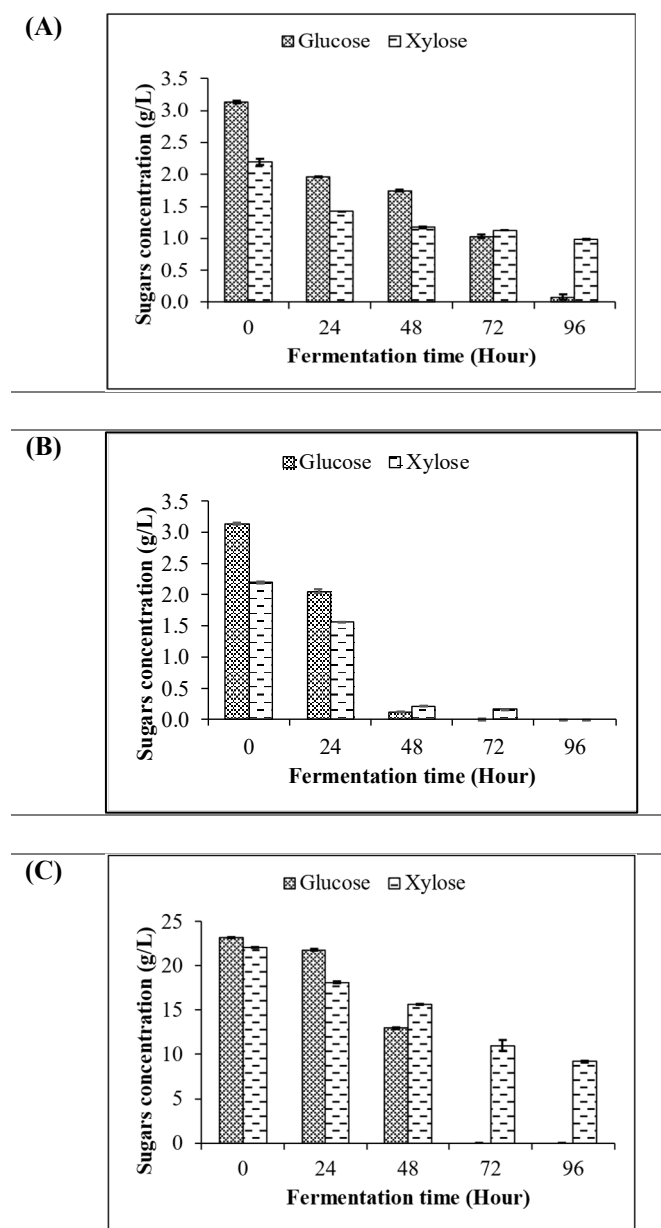 (A)
Glucose Xylose
Sugars concentration (g/L)
3.5
3.0
2.5
2.0
1.5
1.0
0.5
0.0
0 24 48 72 96
Fermentation time (Hour)
(B)
Glucose Xylose
Sugars concentration (g/L)
3.5
3.0
2.5
2.0
1.5
1.0
0.5
0.0
0 24 48 72 96
Fermentation time (Hour)
(C)
Glucose Xylose
Sugars concentration (g/L)
25
20
15
10
5
0
0 24 48 72 96
Fermentation time (Hour)